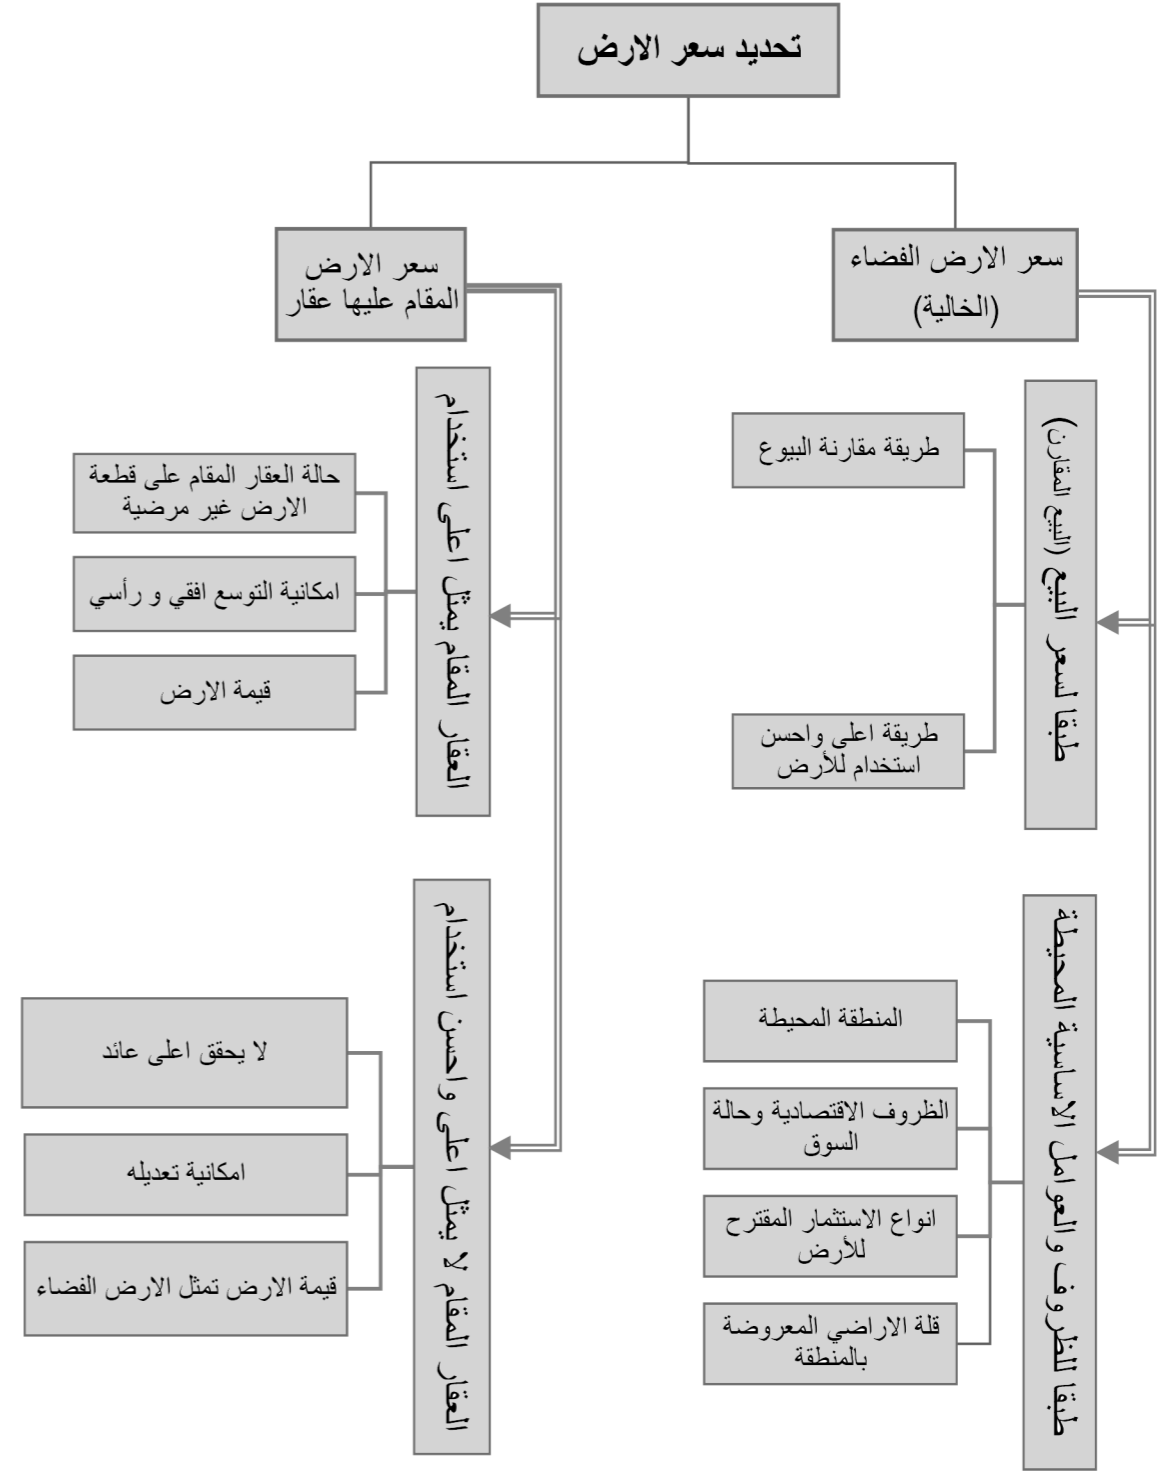 تحديد سعر الارض
سعر الارض الفضاء
(الخالية)
طبقا لسعر البيع (البيع المقارن)
طريقة مقارنة البيوع
طريقة اعلى واحسن
استخدام للأرض
طبقا للظروف والعوامل الاساسية المحيطة
المنطقة المحيطة
الظروف الاقتصادية وحالة
السوق
انواع الاستثمار المقترح
للأرض
قلة الاراضي المعروضة
بالمنطقة
سعر الارض
المقام عليها عقار
العقار المقام يمثل اعلى استخدام
حالة العقار المقام على قطعة
الارض غير مرضية
امكانية التوسع افقي و رأسي
قيمة الارض
العقار المقام لا يمثل اعلى واحسن استخدام
لا يحقق اعلى عائد
امكانية تعديله
قيمة الارض تمثل الارض الفضاء